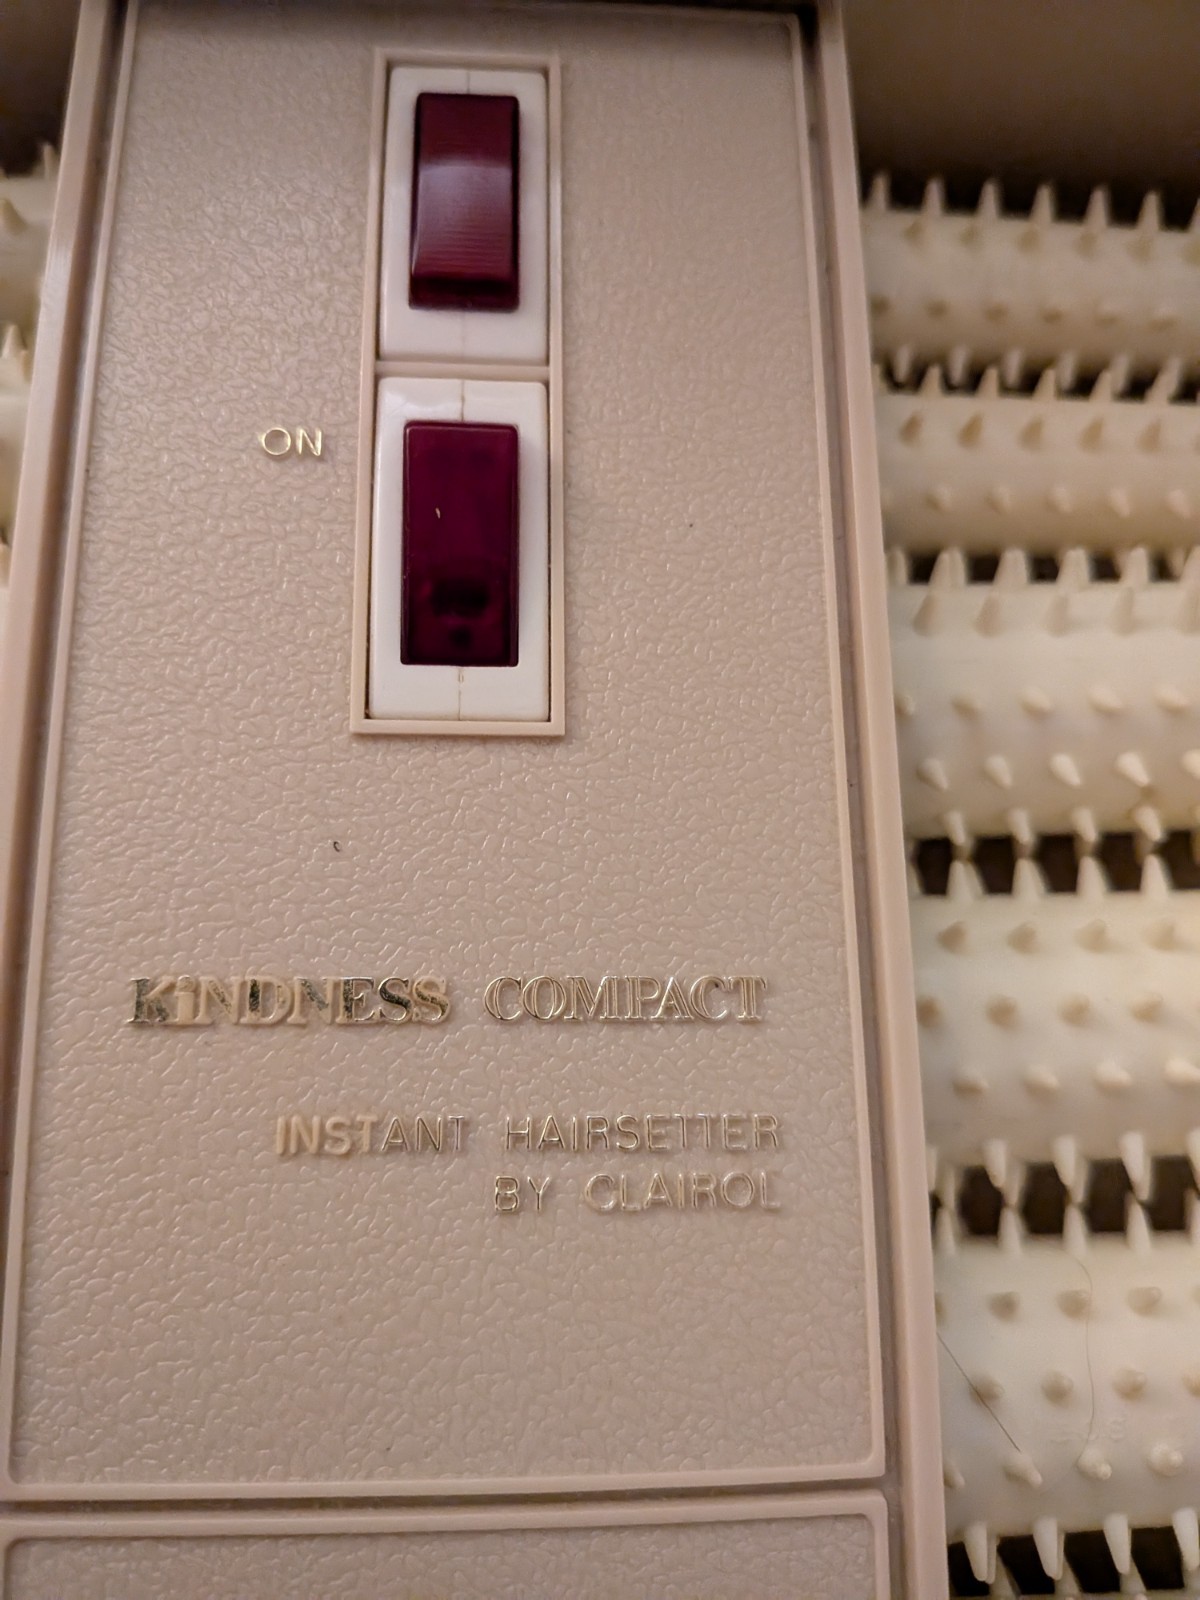 ON
KiNDNESS COMPACT
INSTANT HAIRSETTER
BY CLAIROL